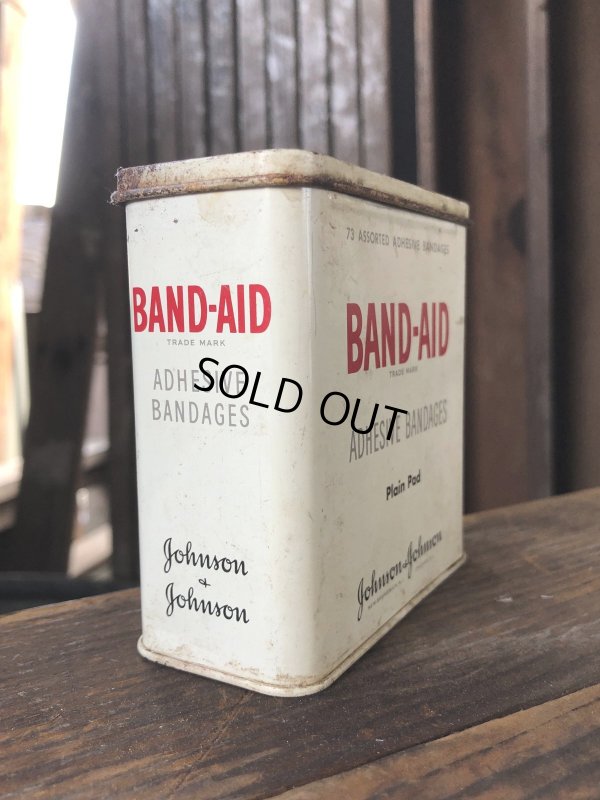 BAND-AID
TRADE MARK
ADHESIVE
BANDAGES
Johnson
&
Johnson
73 ASSORTED ADHESIVE BANDAGES
BAND-AID
TRADE MARK
ADHESIVE BANDAGES
Plain Pad
Johnson & Johnson
SOLD OUT